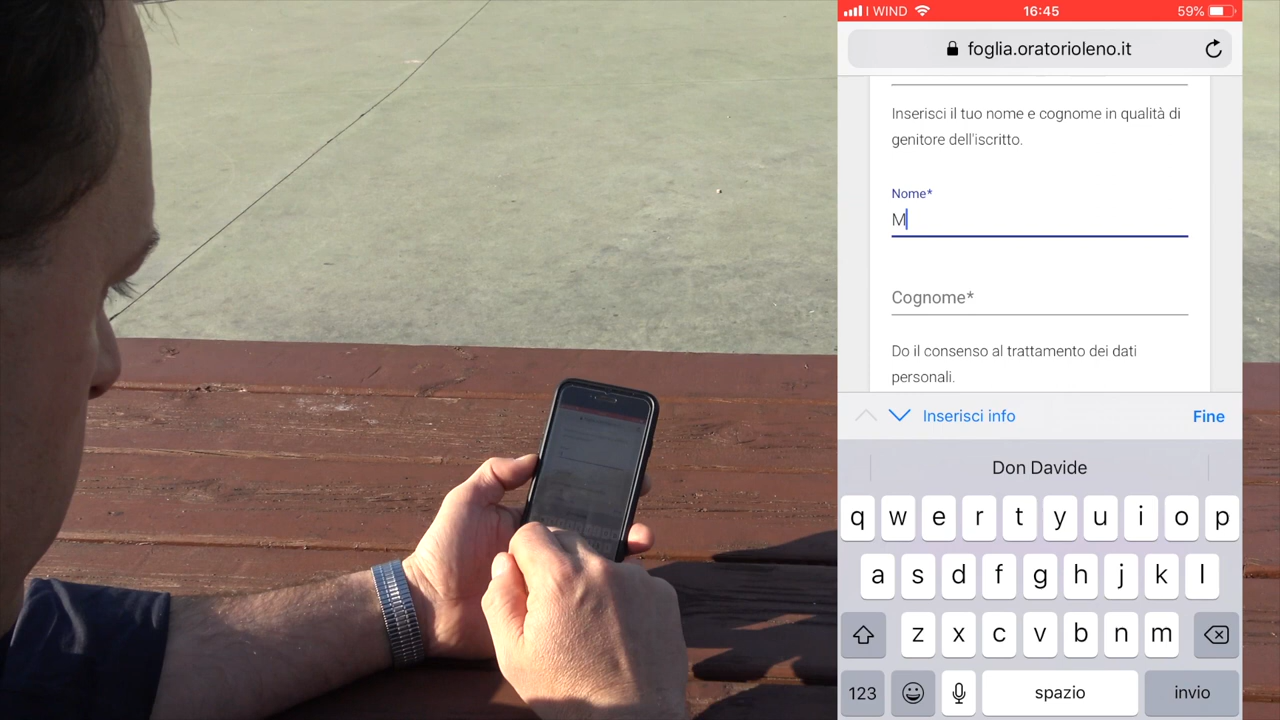 I WIND 16:45 59%
foglia.oratorioleno.it
Inserisci il tuo nome e cognome in qualità di
genitore dell'iscritto.
Nome*
M
Cognome*
Do il consenso al trattamento dei dati
personali.
Inserisci info Fine
Don Davide
q w e r t y u i o p
a s d f g h j k l
z x c v b n m
123 spazio invio